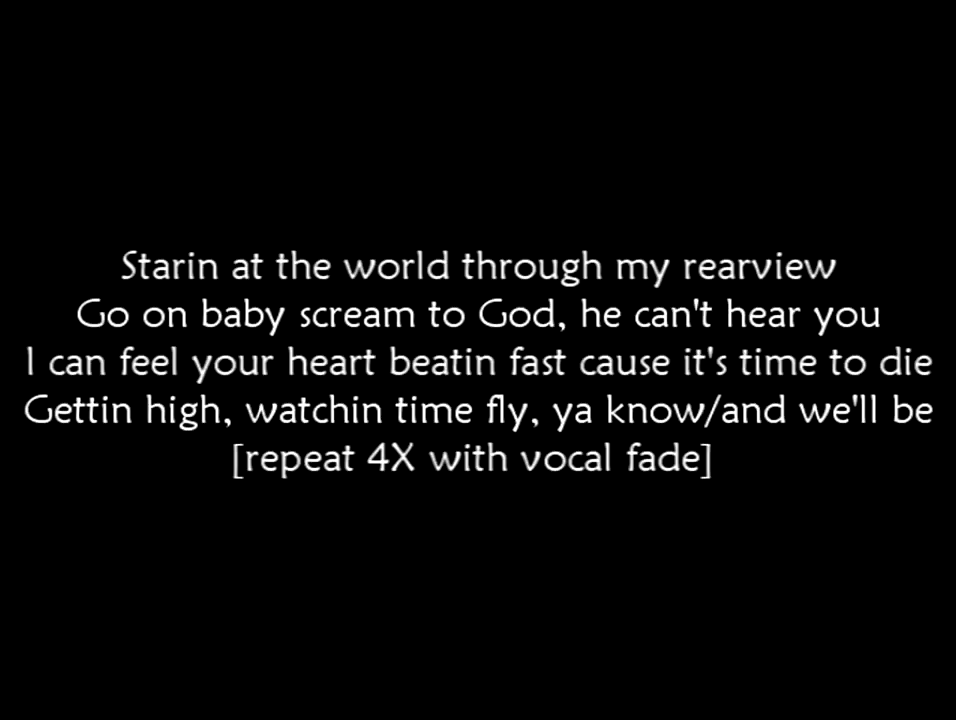 Starin at the world through my rearview
Go on baby scream to God, he can't hear you
I can feel your heart beatin fast cause it's time to die
Gettin high, watchin time fly, ya know/and we'll be
[repeat 4X with vocal fade]